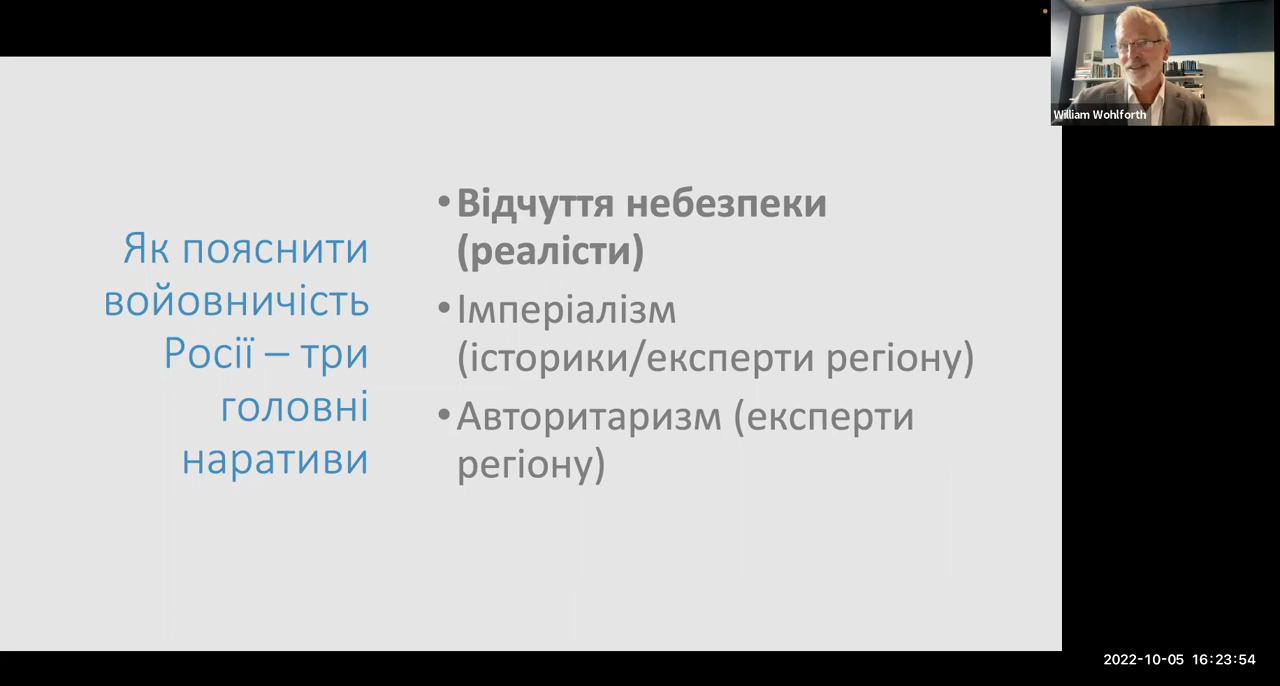 William Wohlforth
Як пояснити
войовничість
Росії – три
головні
наративи
•Відчуття небезпеки
(реалісти)
•Імперіалізм
(історики/експерти регіону)
•Авторитаризм (експерти
регіону)
2022-10-05 16:23:54